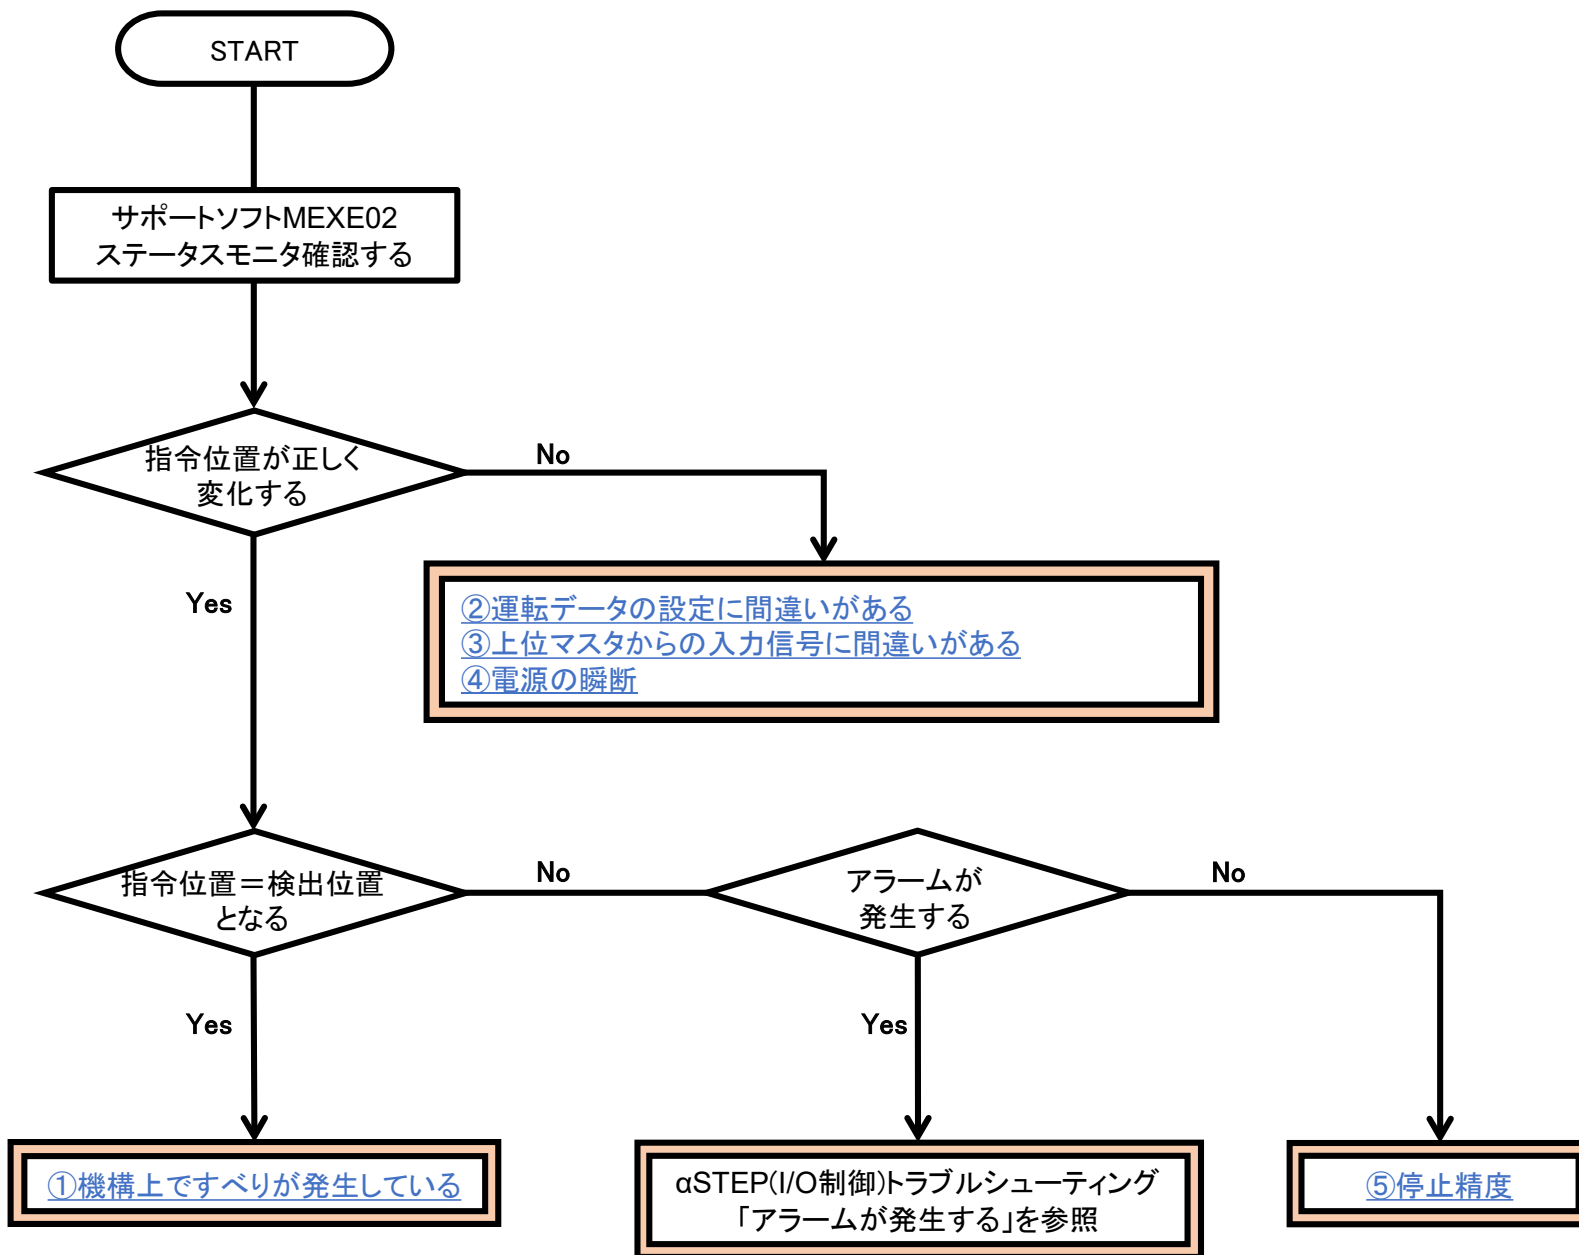 START
サポートソフトMEXE02
ステータスモニタ確認する
指令位置が正しく
変化する
No
Yes
②運転データの設定に間違いがある
③上位マスタからの入力信号に間違いがある
④電源の瞬断
指令位置＝検出位置
となる
No
アラームが
発生する
No
Yes
Yes
①機構上ですべりが発生している
αSTEP(I/O制御)トラブルシューティング
「アラームが発生する」を参照
⑤停止精度